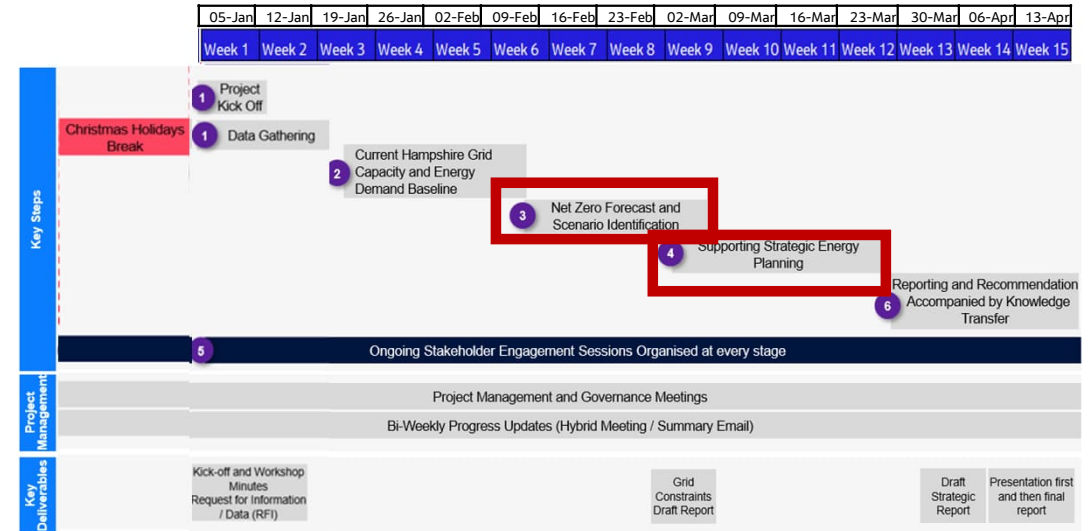 05-Jan 12-Jan 19-Jan 26-Jan 02-Feb 09-Feb 16-Feb 23-Feb 02-Mar 09-Mar 16-Mar 23-Mar 30-Mar 06-Apr 13-Apr
Week 1 Week 2 Week 3 Week 4 Week 5 Week 6 Week 7 Week 8 Week 9 Week 10 Week 11 Week 12 Week 13 Week 14 Week 15
Key Steps
1 Project
Kick Off
Christmas Holidays
Break
1 Data Gathering
2 Current Hampshire Grid
Capacity and Energy
Demand Baseline
3 Net Zero Forecast and
Scenario Identification
4 Supporting Strategic Energy
Planning
6 Reporting and Recommendation
Accompanied by Knowledge
Transfer
5 Ongoing Stakeholder Engagement Sessions Organised at every stage
Project
Management
Project Management and Governance Meetings
Bi-Weekly Progress Updates (Hybrid Meeting / Summary Email)
Key
Deliverables
Kick-off and Workshop
Minutes
Request for Information
/ Data (RFI)
Grid
Constraints
Draft Report
Draft
Strategic
Report
Presentation first
and then final
report